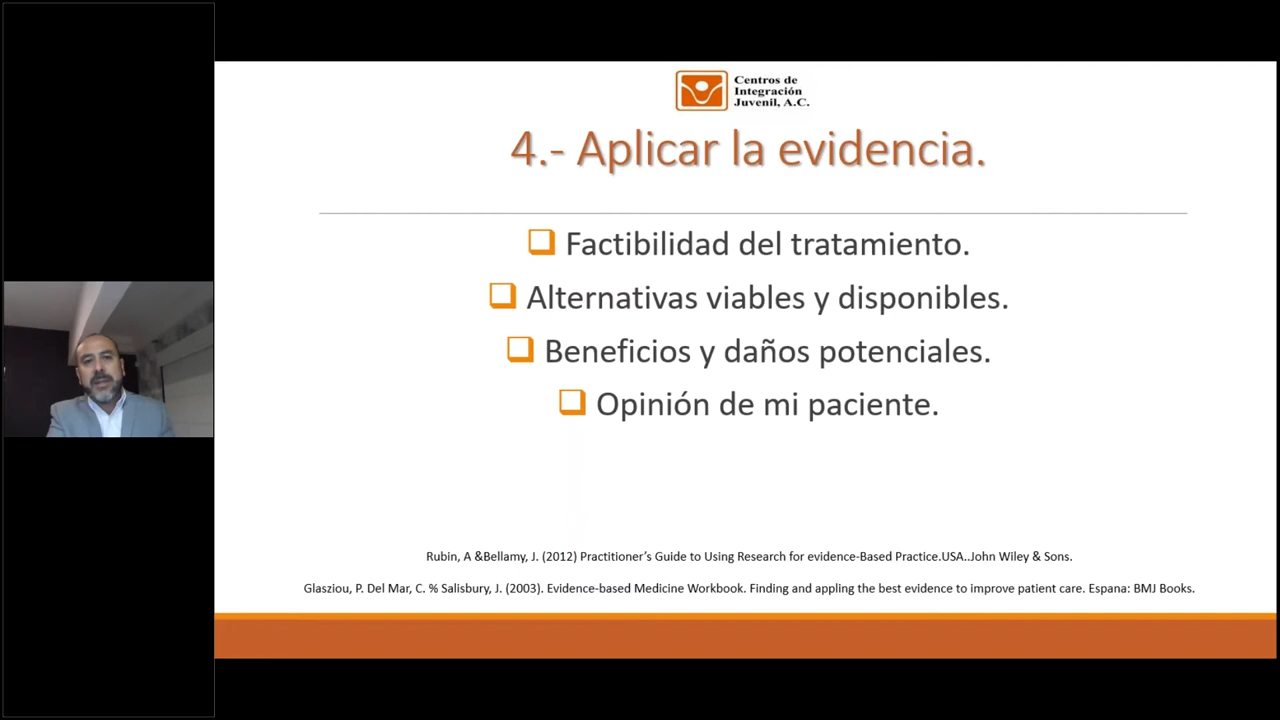 Centros de
Integración
Juvenil, A.C.
4.- Aplicar la evidencia.
Factibilidad del tratamiento.
Alternativas viables y disponibles.
Beneficios y daños potenciales.
Opinión de mi paciente.
Rubin, A &Bellamy, J. (2012) Practitioner’s Guide to Using Research for evidence-Based Practice.USA..John Wiley & Sons.
Glasziou, P. Del Mar, C. % Salisbury, J. (2003). Evidence-based Medicine Workbook. Finding and appling the best evidence to improve patient care. Espana: BMJ Books.